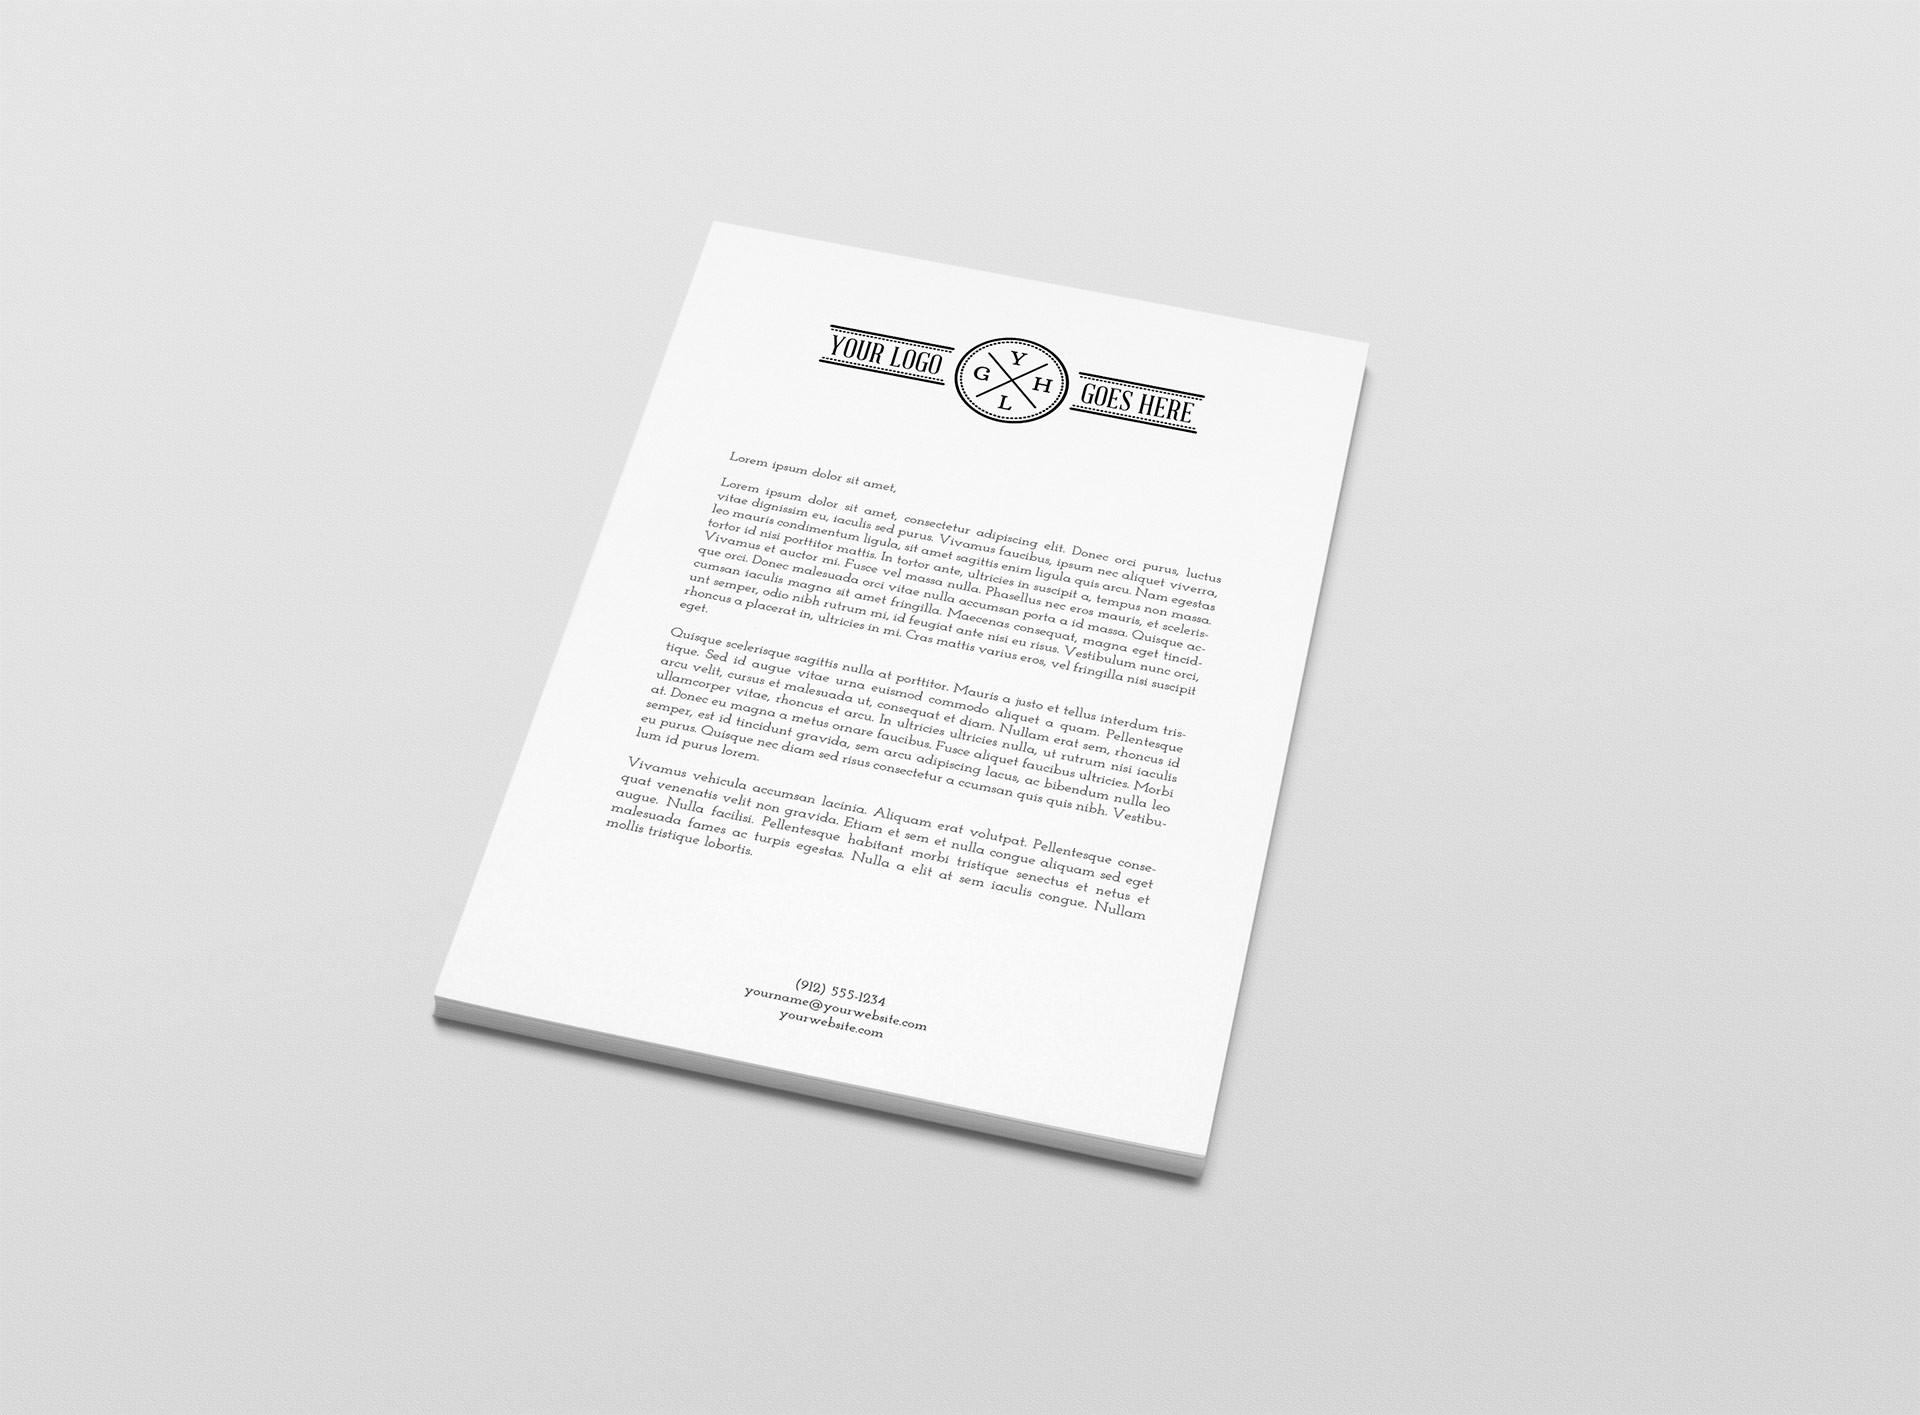 YOUR LOGO
Y
G H
L
GOES HERE
Lorem ipsum dolor sit amet,
Lorem ipsum dolor sit amet, consectetur adipiscing elit. Donec orci purus, luctus
vitae dignissim eu, iaculis sed purus. Vivamus faucibus, ipsum nec aliquet viverra,
leo mauris condimentum ligula, sit amet sagittis enim ligula quis arcu. Nam egestas
tortor id nisi porttitor mattis. In tortor ante, ultricies in suscipit a, tempus non massa.
Vivamus et auctor mi. Fusce vel massa nulla. Phasellus nec eros mauris, et sceleris-
que orci. Donec malesuada orci vitae nulla accumsan porta a id massa. Quisque ac-
cumsan iaculis magna sit amet fringilla. Maecenas consequat, magna eget tincid-
unt semper, odio nibh rutrum mi, id feugiat ante nisi eu risus. Vestibulum nunc orci,
rhoncus a placerat in, ultricies in mi. Cras mattis varius eros, vel fringilla nisi suscipit
eget.
Quisque scelerisque sagittis nulla at porttitor. Mauris a justo et tellus interdum tris-
tique. Sed id augue vitae urna euismod commodo aliquet a quam. Pellentesque
arcu velit, cursus et malesuada ut, consequat et diam. Nullam erat sem, rhoncus id
ullamcorper vitae, rhoncus et arcu. In ultricies ultricies nulla, ut rutrum nisi iaculis
at. Donec eu magna a metus ornare faucibus. Fusce aliquet faucibus ultricies. Morbi
semper, est id tincidunt gravida, sem arcu adipiscing lacus, ac bibendum nulla leo
eu purus. Quisque nec diam sed risus consectetur a ccumsan quis quis nibh. Vestibu-
lum id purus lorem.
Vivamus vehicula accumsan lacinia. Aliquam erat volutpat. Pellentesque conse-
quat venenatis velit non gravida. Etiam et sem et nulla congue aliquam sed eget
augue. Nulla facilisi. Pellentesque habitant morbi tristique senectus et netus et
malesuada fames ac turpis egestas. Nulla a elit at sem iaculis congue. Nullam
mollis tristique lobortis.
(912) 555-1234
yourname@yourwebsite.com
yourwebsite.com